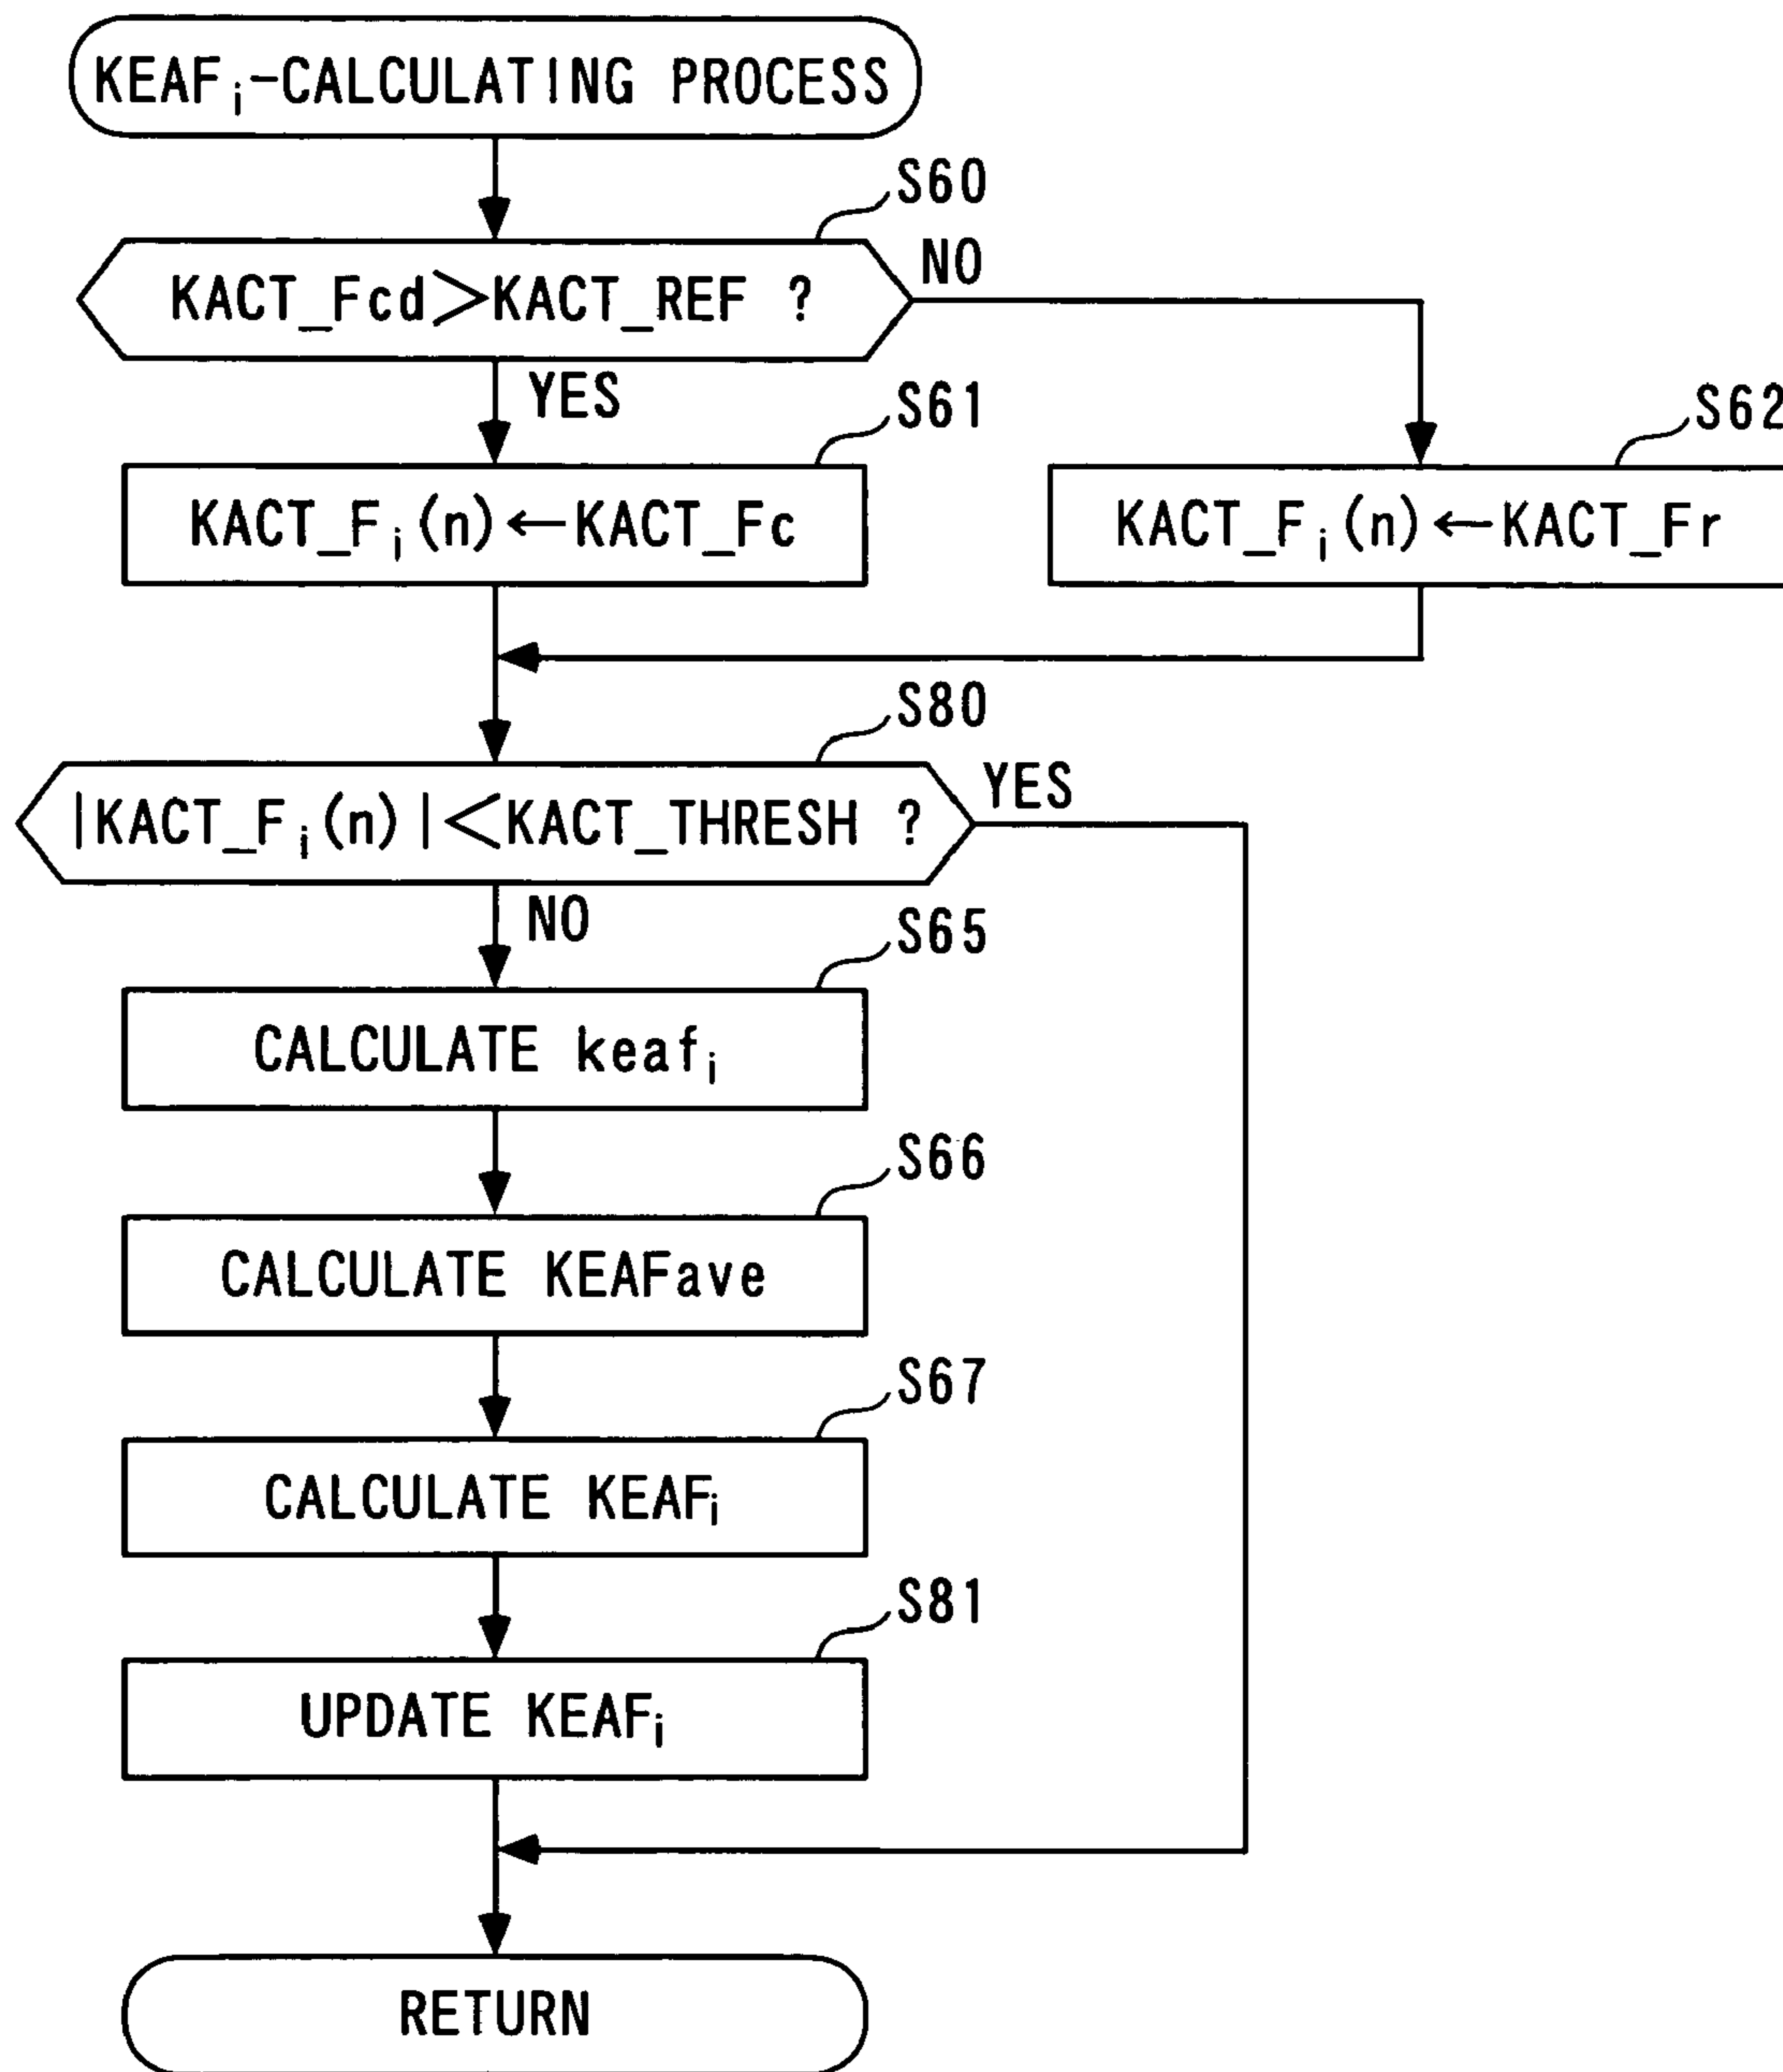 KEAFi-CALCULATING PROCESS
S60
KACT_Fcd>KACT_REF ?
NO
YES
S61
S62
KACT_Fi(n)←KACT_Fc
KACT_Fi(n)←KACT_Fr
S80
|KACT_Fi(n)|<KACT_THRESH ?
YES
NO
S65
CALCULATE keafi
S66
CALCULATE KEAFave
S67
CALCULATE KEAFi
S81
UPDATE KEAFi
RETURN